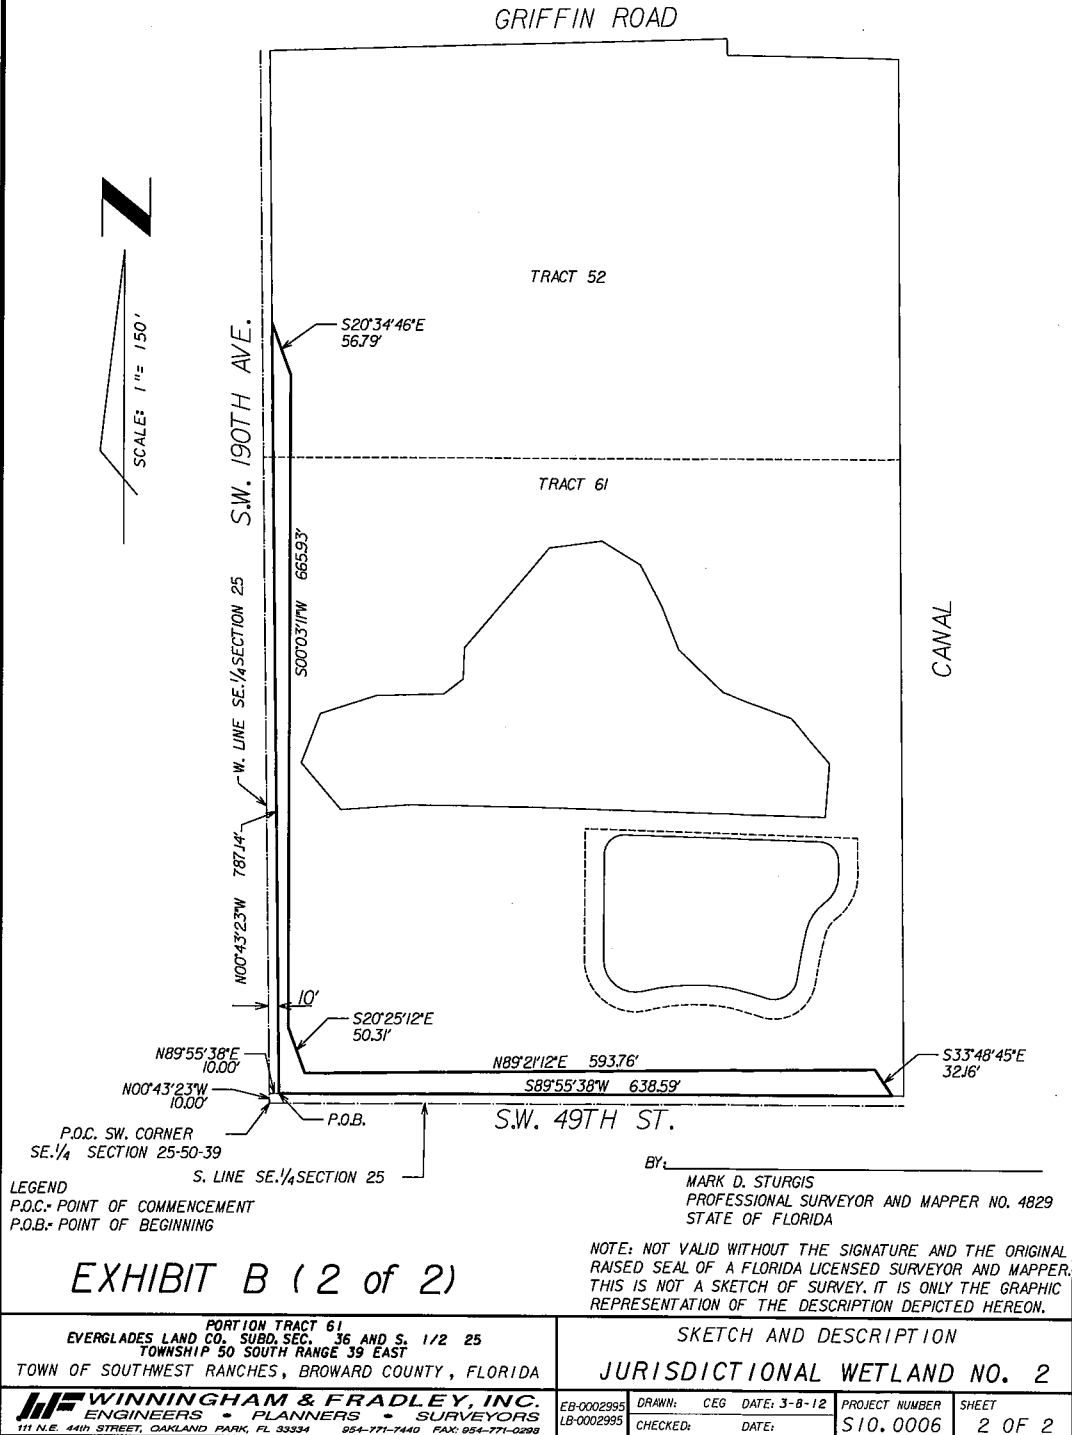 GRIFFIN ROAD
N
SCALE: 1"= 150'
TRACT 52
S20°34'46"E
56.79'
S.W. 190TH AVE.
TRACT 61
S00°03'11"W 665.93'
W. LINE SE.1/4 SECTION 25
CANAL
N00°43'23"W 787.14'
10'
S20°25'12"E
50.31'
N89°55'38"E
10.00'
N89°21'12"E 593.76'
S33°48'45"E
32.16'
N00°43'23"W
10.00'
S89°55'38"W 638.59'
P.O.B.
S.W. 49TH ST.
P.O.C. SW. CORNER
SE.1/4 SECTION 25-50-39
S. LINE SE.1/4 SECTION 25
LEGEND
P.O.C.= POINT OF COMMENCEMENT
P.O.B.= POINT OF BEGINNING
BY:
MARK D. STURGIS
PROFESSIONAL SURVEYOR AND MAPPER NO. 4829
STATE OF FLORIDA
NOTE: NOT VALID WITHOUT THE SIGNATURE AND THE ORIGINAL
RAISED SEAL OF A FLORIDA LICENSED SURVEYOR AND MAPPER.
THIS IS NOT A SKETCH OF SURVEY. IT IS ONLY THE GRAPHIC
REPRESENTATION OF THE DESCRIPTION DEPICTED HEREON.
EXHIBIT B (2 of 2)
PORTION TRACT 61
EVERGLADES LAND CO. SUBD. SEC. 36 AND S. 1/2 25
TOWNSHIP 50 SOUTH RANGE 39 EAST
TOWN OF SOUTHWEST RANCHES, BROWARD COUNTY, FLORIDA
SKETCH AND DESCRIPTION
JURISDICTIONAL WETLAND NO. 2
WINNINGHAM & FRADLEY, INC.
ENGINEERS • PLANNERS • SURVEYORS
111 N.E. 44th STREET, OAKLAND PARK, FL 33334 954-771-7440 FAX: 954-771-0298
EB-0002995
LB-0002995
DRAWN: CEG DATE: 3-8-12
CHECKED: DATE:
PROJECT NUMBER
S10.0006
SHEET
2 OF 2